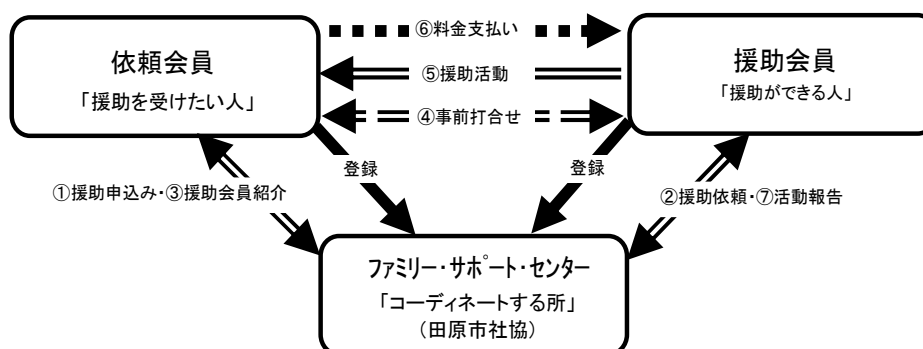 ⑥料金支払い
依頼会員
「援助を受けたい人」
⑤援助活動
援助会員
「援助ができる人」
④事前打合せ
登録
登録
①援助申込み・③援助会員紹介
②援助依頼・⑦活動報告
ファミリー・サポート・センター
「コーディネートする所」
（田原市社協）